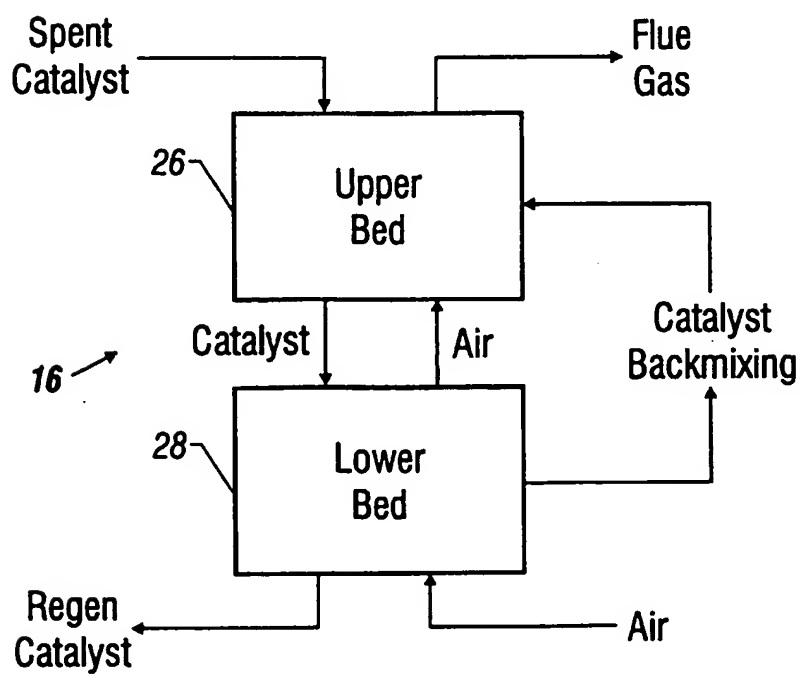 Spent
Catalyst
Flue
Gas
26
Upper
Bed
Catalyst
Air
Catalyst
Backmixing
16
28
Lower
Bed
Regen
Catalyst
Air